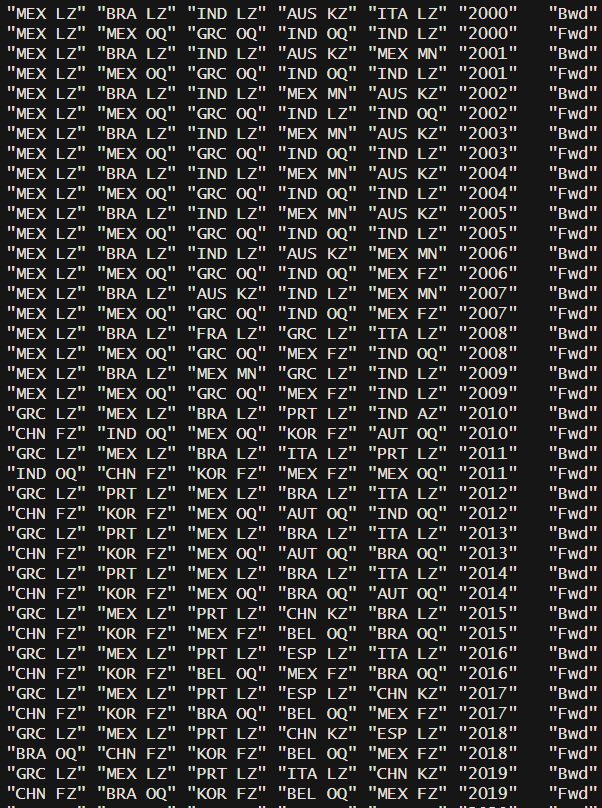 "MEX LZ" "BRA LZ" "IND LZ" "AUS KZ" "ITA LZ" "2000" "Bwd"
"MEX LZ" "MEX OQ" "GRC OQ" "IND OQ" "IND LZ" "2000" "Fwd"
"MEX LZ" "BRA LZ" "IND LZ" "AUS KZ" "MEX MN" "2001" "Bwd"
"MEX LZ" "MEX OQ" "GRC OQ" "IND OQ" "IND LZ" "2001" "Fwd"
"MEX LZ" "BRA LZ" "IND LZ" "MEX MN" "AUS KZ" "2002" "Bwd"
"MEX LZ" "MEX OQ" "GRC OQ" "IND LZ" "IND OQ" "2002" "Fwd"
"MEX LZ" "BRA LZ" "IND LZ" "MEX MN" "AUS KZ" "2003" "Bwd"
"MEX LZ" "MEX OQ" "GRC OQ" "IND OQ" "IND LZ" "2003" "Fwd"
"MEX LZ" "BRA LZ" "IND LZ" "MEX MN" "AUS KZ" "2004" "Bwd"
"MEX LZ" "MEX OQ" "GRC OQ" "IND OQ" "IND LZ" "2004" "Fwd"
"MEX LZ" "BRA LZ" "IND LZ" "MEX MN" "AUS KZ" "2005" "Bwd"
"MEX LZ" "MEX OQ" "GRC OQ" "IND OQ" "IND LZ" "2005" "Fwd"
"MEX LZ" "BRA LZ" "IND LZ" "AUS KZ" "MEX MN" "2006" "Bwd"
"MEX LZ" "MEX OQ" "GRC OQ" "IND OQ" "MEX FZ" "2006" "Fwd"
"MEX LZ" "BRA LZ" "AUS KZ" "IND LZ" "MEX MN" "2007" "Bwd"
"MEX LZ" "MEX OQ" "GRC OQ" "IND OQ" "MEX FZ" "2007" "Fwd"
"MEX LZ" "BRA LZ" "FRA LZ" "GRC LZ" "ITA LZ" "2008" "Bwd"
"MEX LZ" "MEX OQ" "GRC OQ" "MEX FZ" "IND OQ" "2008" "Fwd"
"MEX LZ" "BRA LZ" "MEX MN" "GRC LZ" "IND LZ" "2009" "Bwd"
"MEX LZ" "MEX OQ" "GRC OQ" "MEX FZ" "IND LZ" "2009" "Fwd"
"GRC LZ" "MEX LZ" "BRA LZ" "PRT LZ" "IND AZ" "2010" "Bwd"
"CHN FZ" "IND OQ" "MEX OQ" "KOR FZ" "AUT OQ" "2010" "Fwd"
"GRC LZ" "MEX LZ" "BRA LZ" "ITA LZ" "PRT LZ" "2011" "Bwd"
"IND OQ" "CHN FZ" "KOR FZ" "MEX FZ" "MEX OQ" "2011" "Fwd"
"GRC LZ" "PRT LZ" "MEX LZ" "BRA LZ" "ITA LZ" "2012" "Bwd"
"CHN FZ" "KOR FZ" "MEX OQ" "AUT OQ" "IND OQ" "2012" "Fwd"
"GRC LZ" "PRT LZ" "MEX LZ" "BRA LZ" "ITA LZ" "2013" "Bwd"
"CHN FZ" "KOR FZ" "MEX OQ" "AUT OQ" "BRA OQ" "2013" "Fwd"
"GRC LZ" "PRT LZ" "MEX LZ" "BRA LZ" "ITA LZ" "2014" "Bwd"
"CHN FZ" "KOR FZ" "MEX OQ" "BRA OQ" "AUT OQ" "2014" "Fwd"
"GRC LZ" "MEX LZ" "PRT LZ" "CHN KZ" "BRA LZ" "2015" "Bwd"
"CHN FZ" "KOR FZ" "MEX FZ" "BEL OQ" "BRA OQ" "2015" "Fwd"
"GRC LZ" "MEX LZ" "PRT LZ" "ESP LZ" "ITA LZ" "2016" "Bwd"
"CHN FZ" "KOR FZ" "BEL OQ" "MEX FZ" "BRA OQ" "2016" "Fwd"
"GRC LZ" "MEX LZ" "PRT LZ" "ESP LZ" "CHN KZ" "2017" "Bwd"
"CHN FZ" "KOR FZ" "BRA OQ" "BEL OQ" "MEX FZ" "2017" "Fwd"
"GRC LZ" "MEX LZ" "PRT LZ" "CHN KZ" "ESP LZ" "2018" "Bwd"
"BRA OQ" "CHN FZ" "KOR FZ" "BEL OQ" "MEX FZ" "2018" "Fwd"
"GRC LZ" "MEX LZ" "PRT LZ" "ITA LZ" "CHN KZ" "2019" "Bwd"
"CHN FZ" "BRA OQ" "KOR FZ" "BEL OQ" "MEX FZ" "2019" "Fwd"